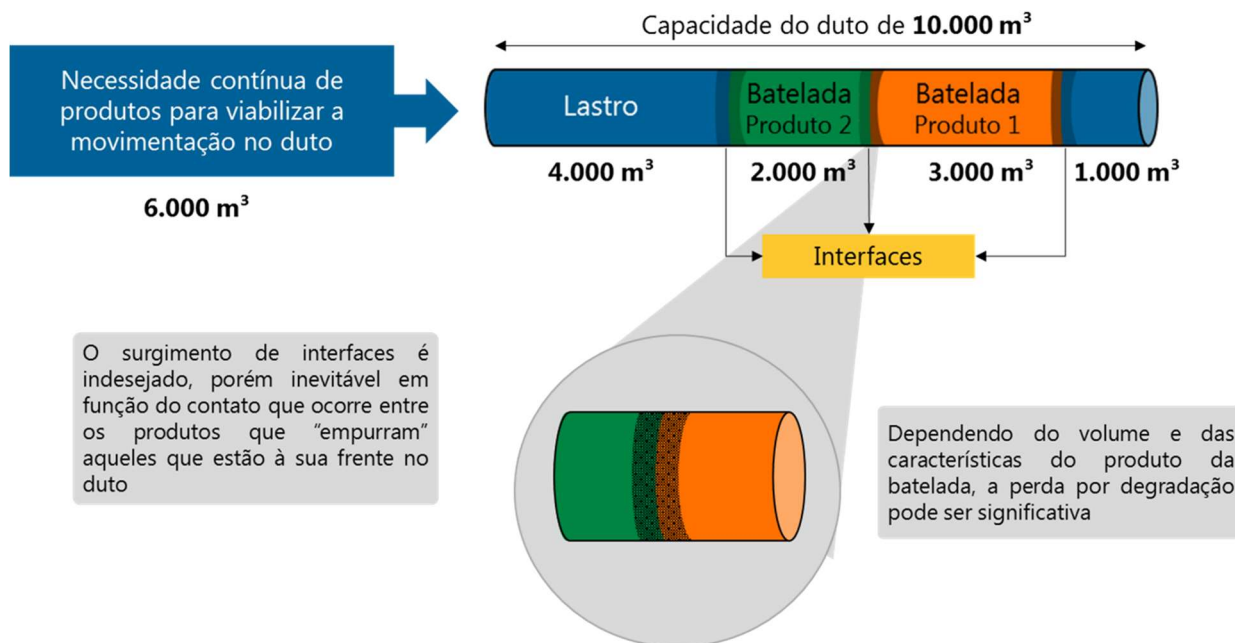 Capacidade do duto de 10.000 m³
Necessidade contínua de
produtos para viabilizar a
movimentação no duto
6.000 m³
Lastro
Batelada
Produto 2
Batelada
Produto 1
4.000 m³
2.000 m³
3.000 m³
1.000 m³
Interfaces
O surgimento de interfaces é
indesejado, porém inevitável em
função do contato que ocorre entre
os produtos que “empurram”
aqueles que estão à sua frente no
duto
Dependendo do volume e das
características do produto da
batelada, a perda por degradação
pode ser significativa